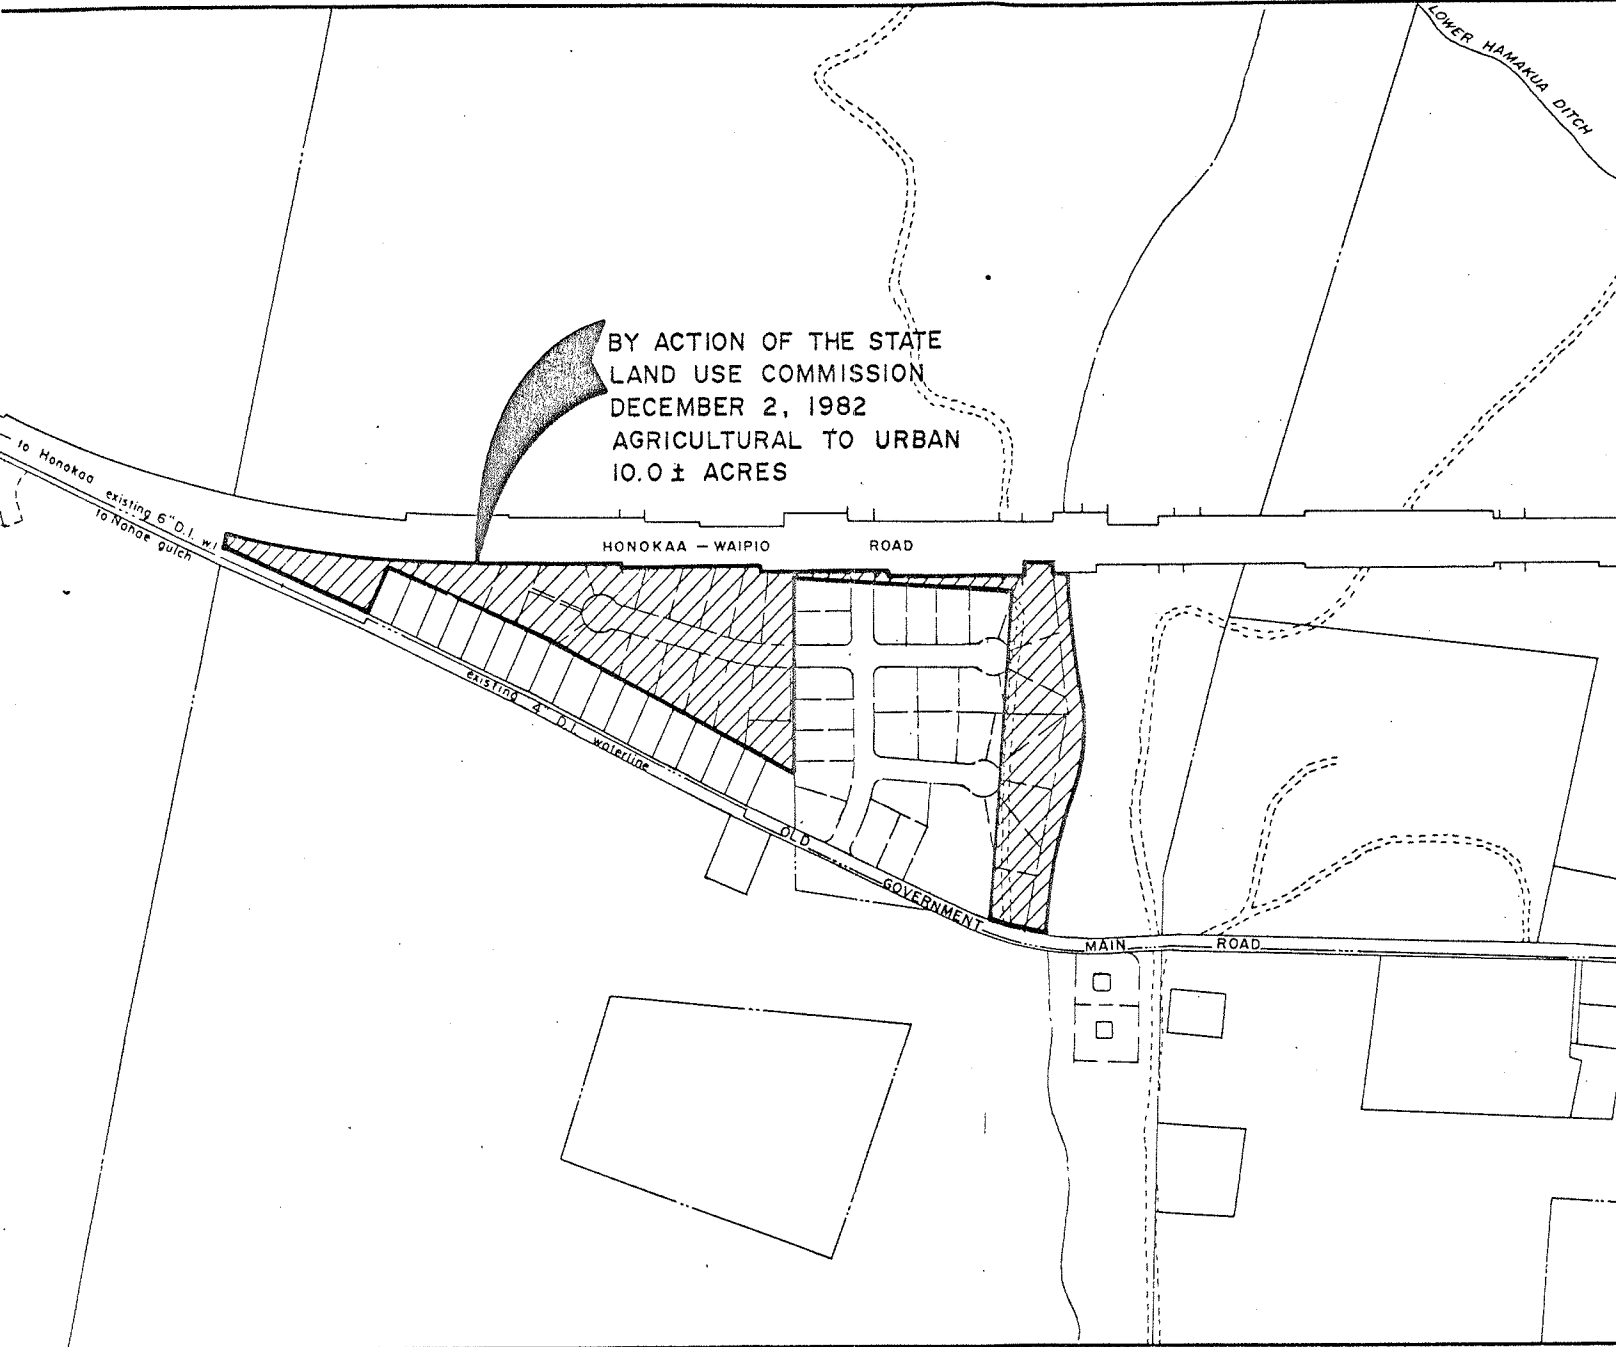 LOWER HAMAKUA DITCH
BY ACTION OF THE STATE
LAND USE COMMISSION
DECEMBER 2, 1982
AGRICULTURAL TO URBAN
10.0 ± ACRES
to Honokaa existing 6" D.I. w.l.
to Nanae gulch
HONOKAA – WAIPIO ROAD
existing 4" D.I. waterline
OLD GOVERNMENT MAIN ROAD